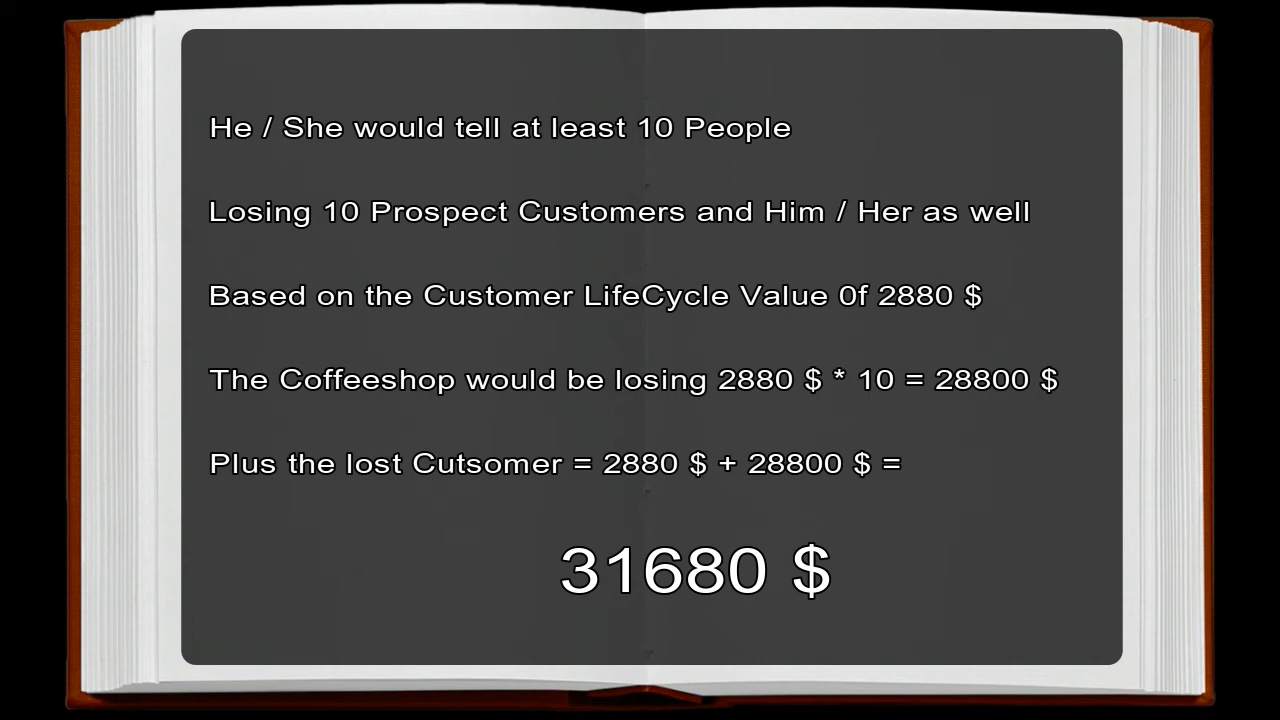 He / She would tell at least 10 People
Losing 10 Prospect Customers and Him / Her as well
Based on the Customer LifeCycle Value 0f 2880 $
The Coffeeshop would be losing 2880 $ * 10 = 28800 $
Plus the lost Cutsomer = 2880 $ + 28800 $ =
31680 $